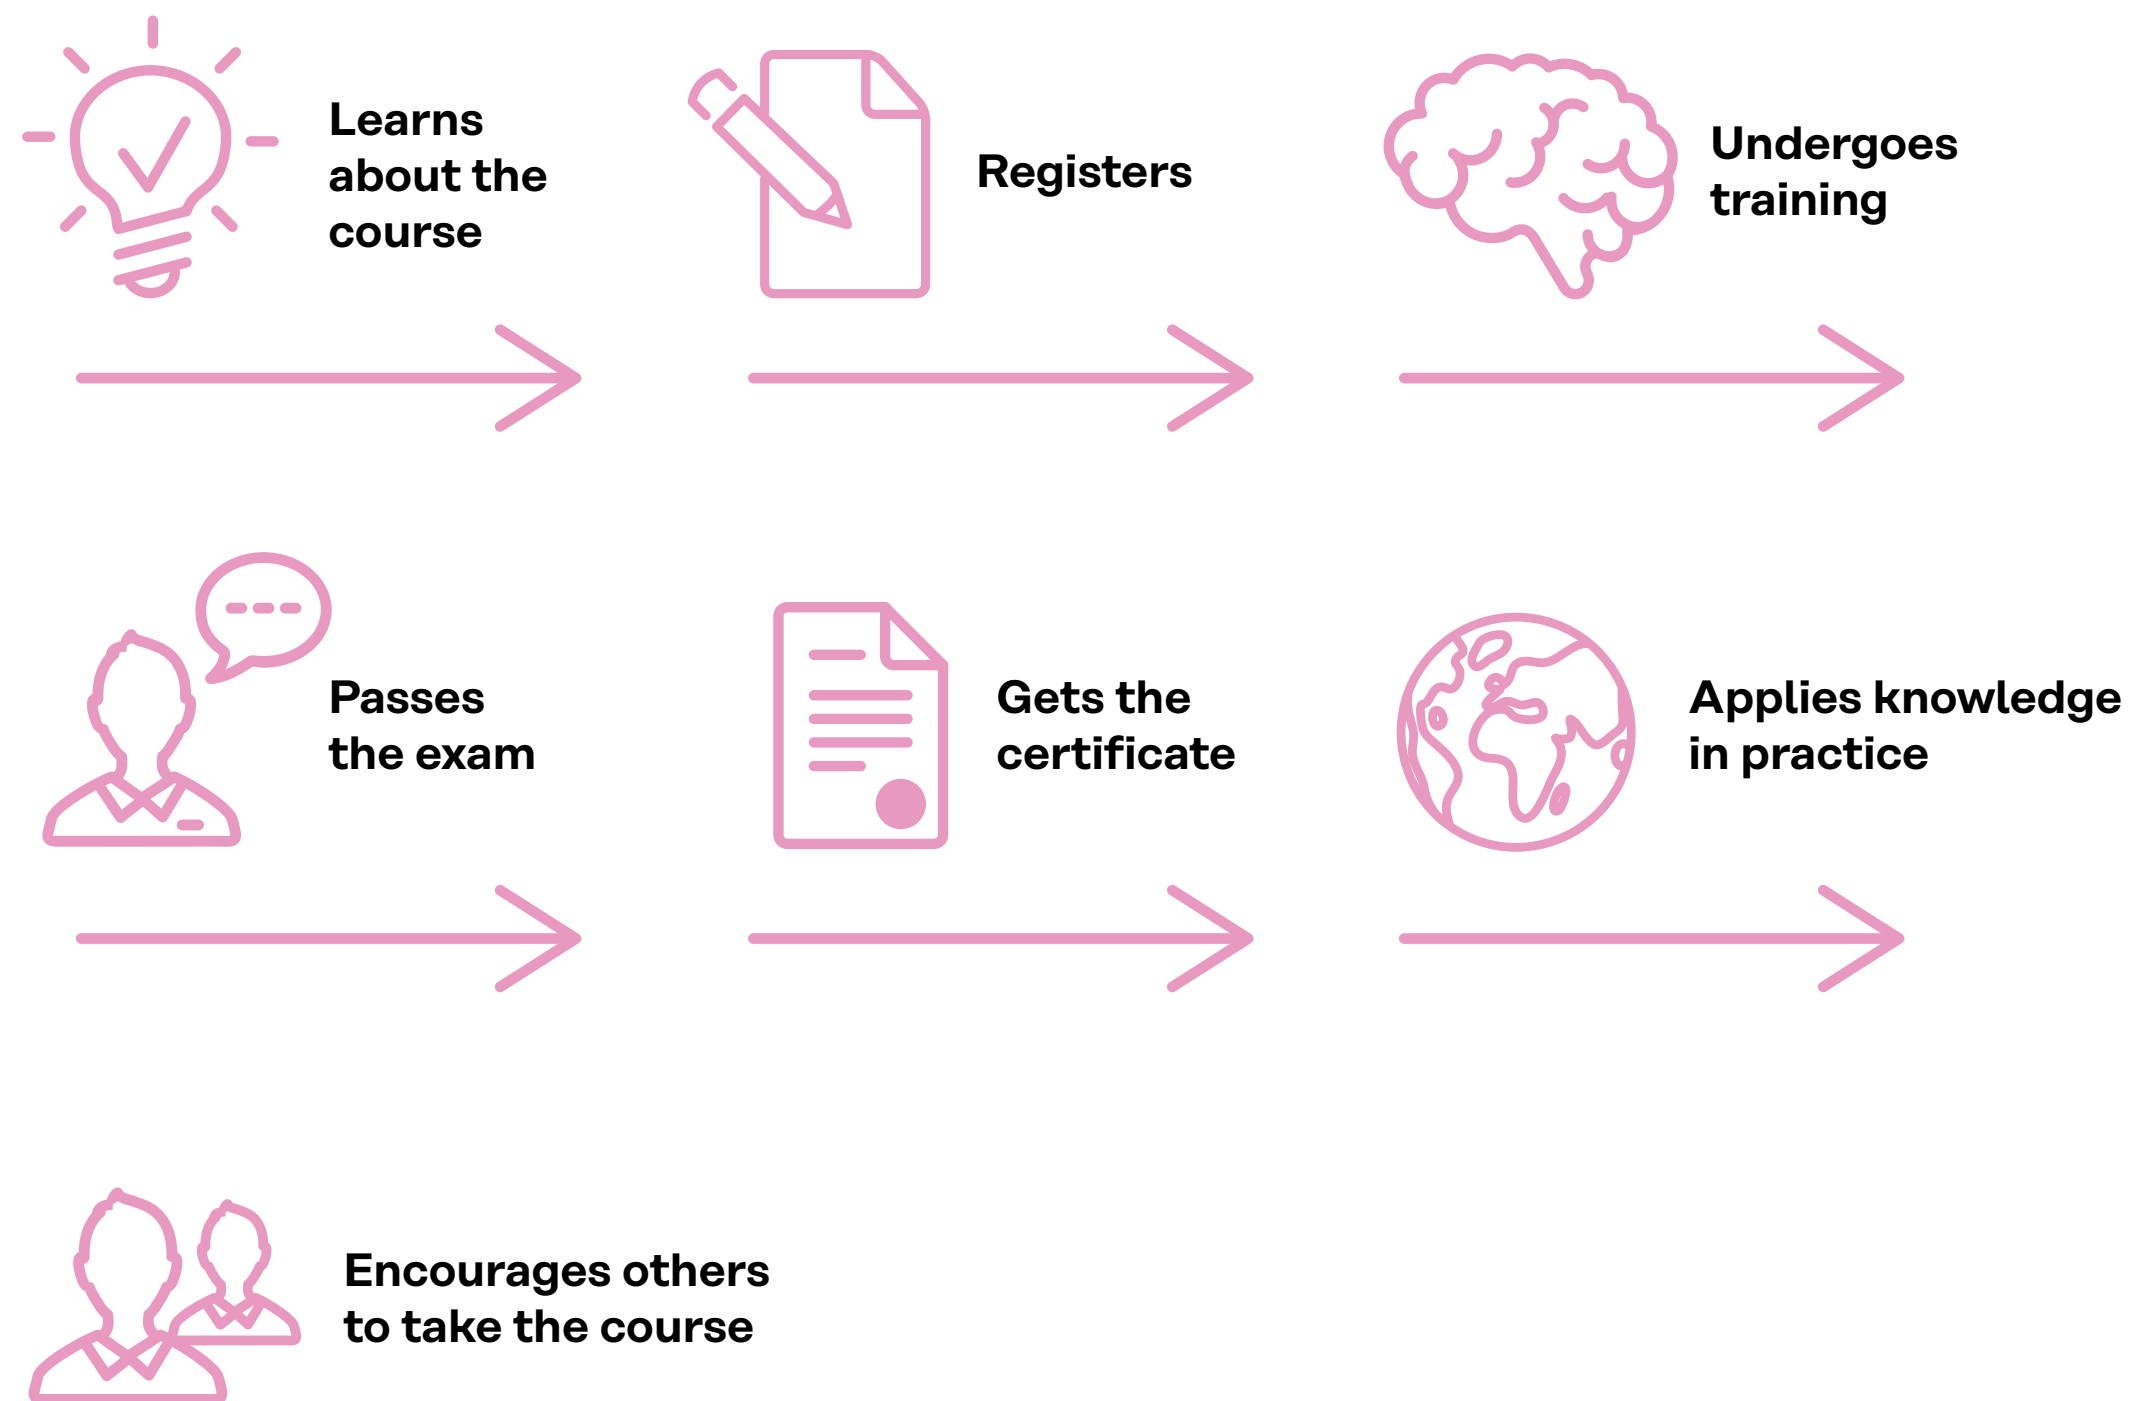 Learns
about the
course
Registers
Undergoes
training
Passes
the exam
Gets the
certificate
Applies knowledge
in practice
Encourages others
to take the course